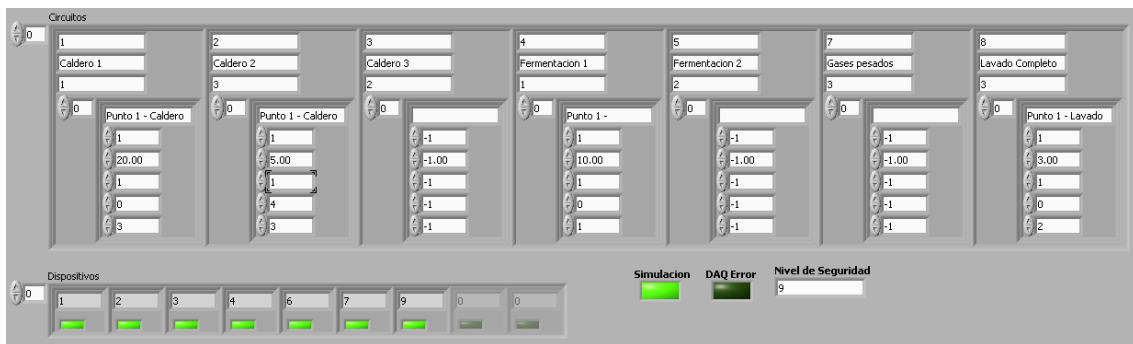 Circuitos
0
1 2 3 4 5 7 8
Caldero 1 Caldero 2 Caldero 3 Fermentacion 1 Fermentacion 2 Gases pesados Lavado Completo
1 3 2 1 2 3 3
0 0 0 0 0 0 0
Punto 1 - Caldero Punto 1 - Caldero Punto 1 - Punto 1 - Lavado
1 1 -1 1 -1 -1 1
20.00 5.00 -1.00 10.00 -1.00 -1.00 3.00
1 1 -1 1 -1 -1 1
0 4 -1 0 -1 -1 0
3 3 -1 1 -1 -1 2
Dispositivos
0
1 2 3 4 6 7 9 0 0
Simulacion DAQ Error Nivel de Seguridad
9